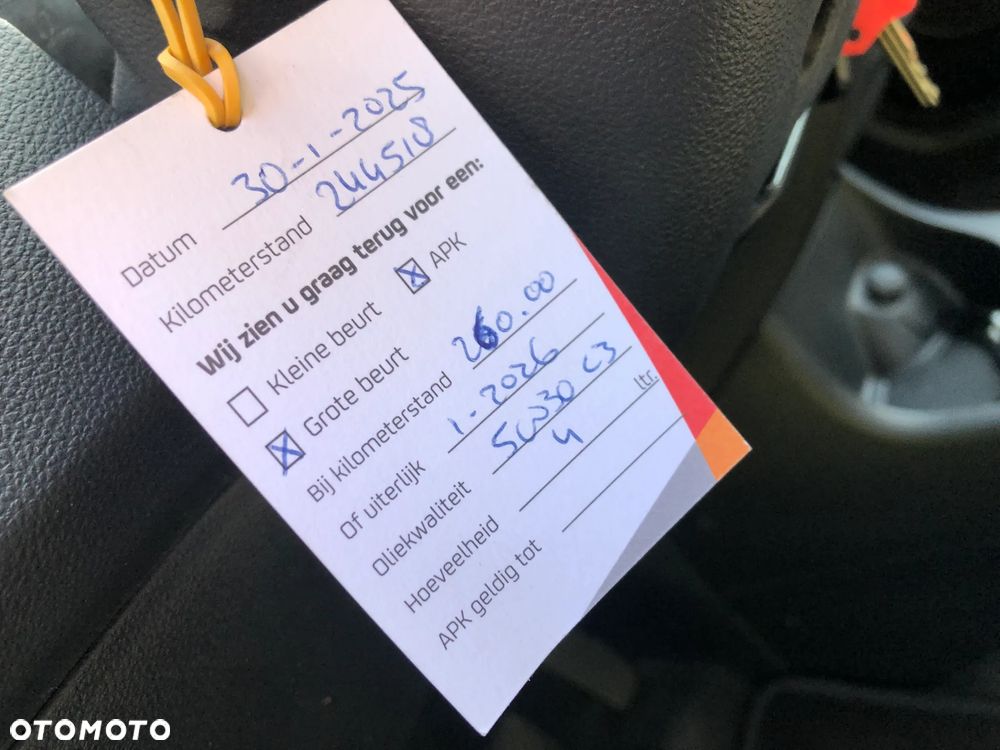 Datum 30-1-2025
Kilometerstand 244518
Wij zien u graag terug voor een:
Kleine beurt APK
Grote beurt
Bij kilometerstand 260.00
Of uiterlijk 1-2026
Oliekwaliteit 5W30 C3
Hoeveelheid 4 ltr.
APK geldig tot
OTOMOTO